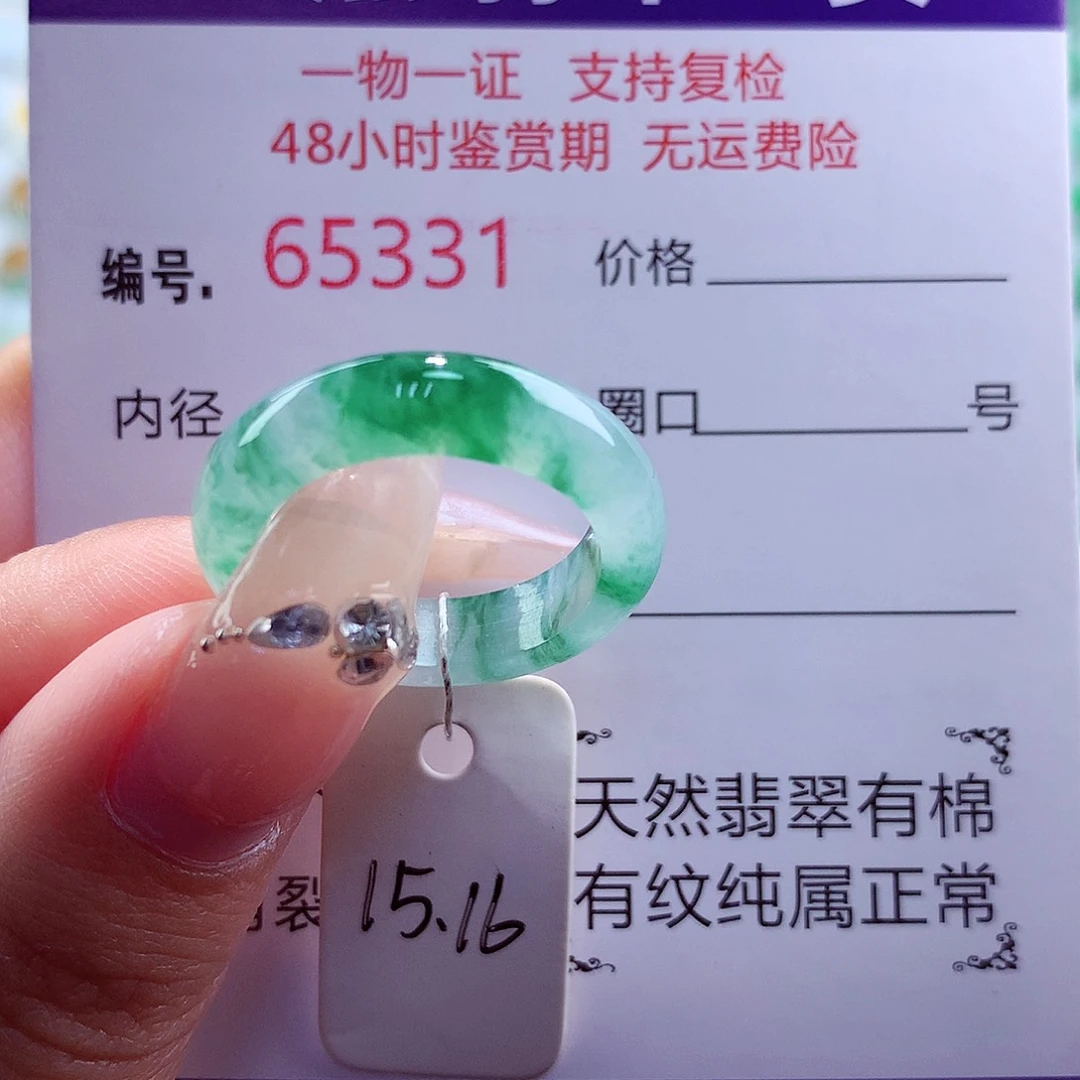 一物一证 支持复检
48小时鉴赏期 无运费险
编号. 65331 价格
内径 圈口 号
天然翡翠有棉
裂 有纹纯属正常
15.16